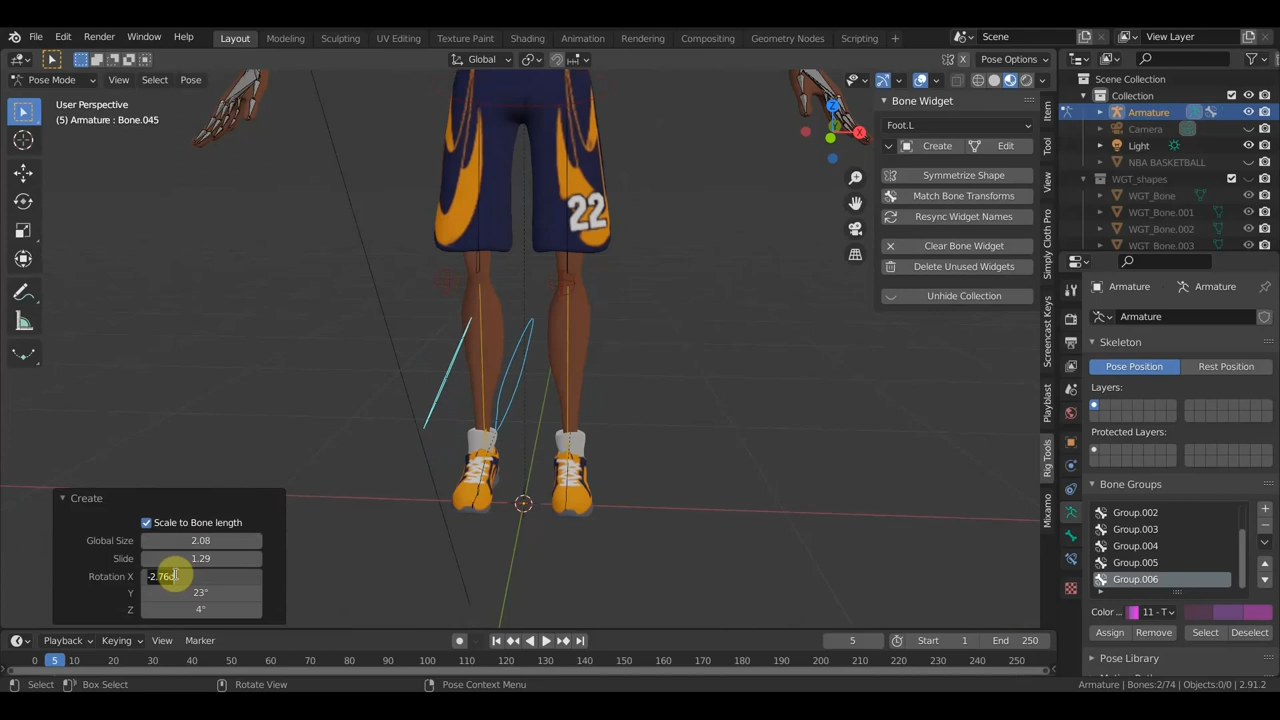 File Edit Render Window Help Layout Modeling Sculpting UV Editing Texture Paint Shading Animation Rendering Compositing Geometry Nodes Scripting + Scene View Layer
Global X Pose Options
Pose Mode View Select Pose
User Perspective
(5) Armature : Bone.045
Z
X
22
Bone Widget
Foot.L
Create Edit
Symmetrize Shape
Match Bone Transforms
Resync Widget Names
Clear Bone Widget
Delete Unused Widgets
Unhide Collection
Item
Tool
View
Simply Cloth Pro
Screencast Keys
Playblast
Rig Tools
Mixamo
Scene Collection
Collection
Armature
Camera
Light
NBA BASKETBALL
WGT_shapes
WGT_Bone
WGT_Bone.001
WGT_Bone.002
WGT_Bone.003
Armature Armature
Armature
Skeleton
Pose Position Rest Position
Layers:
Protected Layers:
Bone Groups
Group.002
Group.003
Group.004
Group.005
Group.006
Color ... 11 - T
Assign Remove Select Deselect
Pose Library
Create
Scale to Bone length
Global Size 2.08
Slide 1.29
Rotation X -2.76
Y 23°
Z 4°
Playback Keying View Marker 5 Start 1 End 250
0 5 10 20 30 40 50 60 70 80 90 100 110 120 130 140 150 160 170 180 190 200 210 220 230 240 250
Select Box Select Rotate View Pose Context Menu Armature | Bones:2/74 | Objects:0/0 | 2.91.2